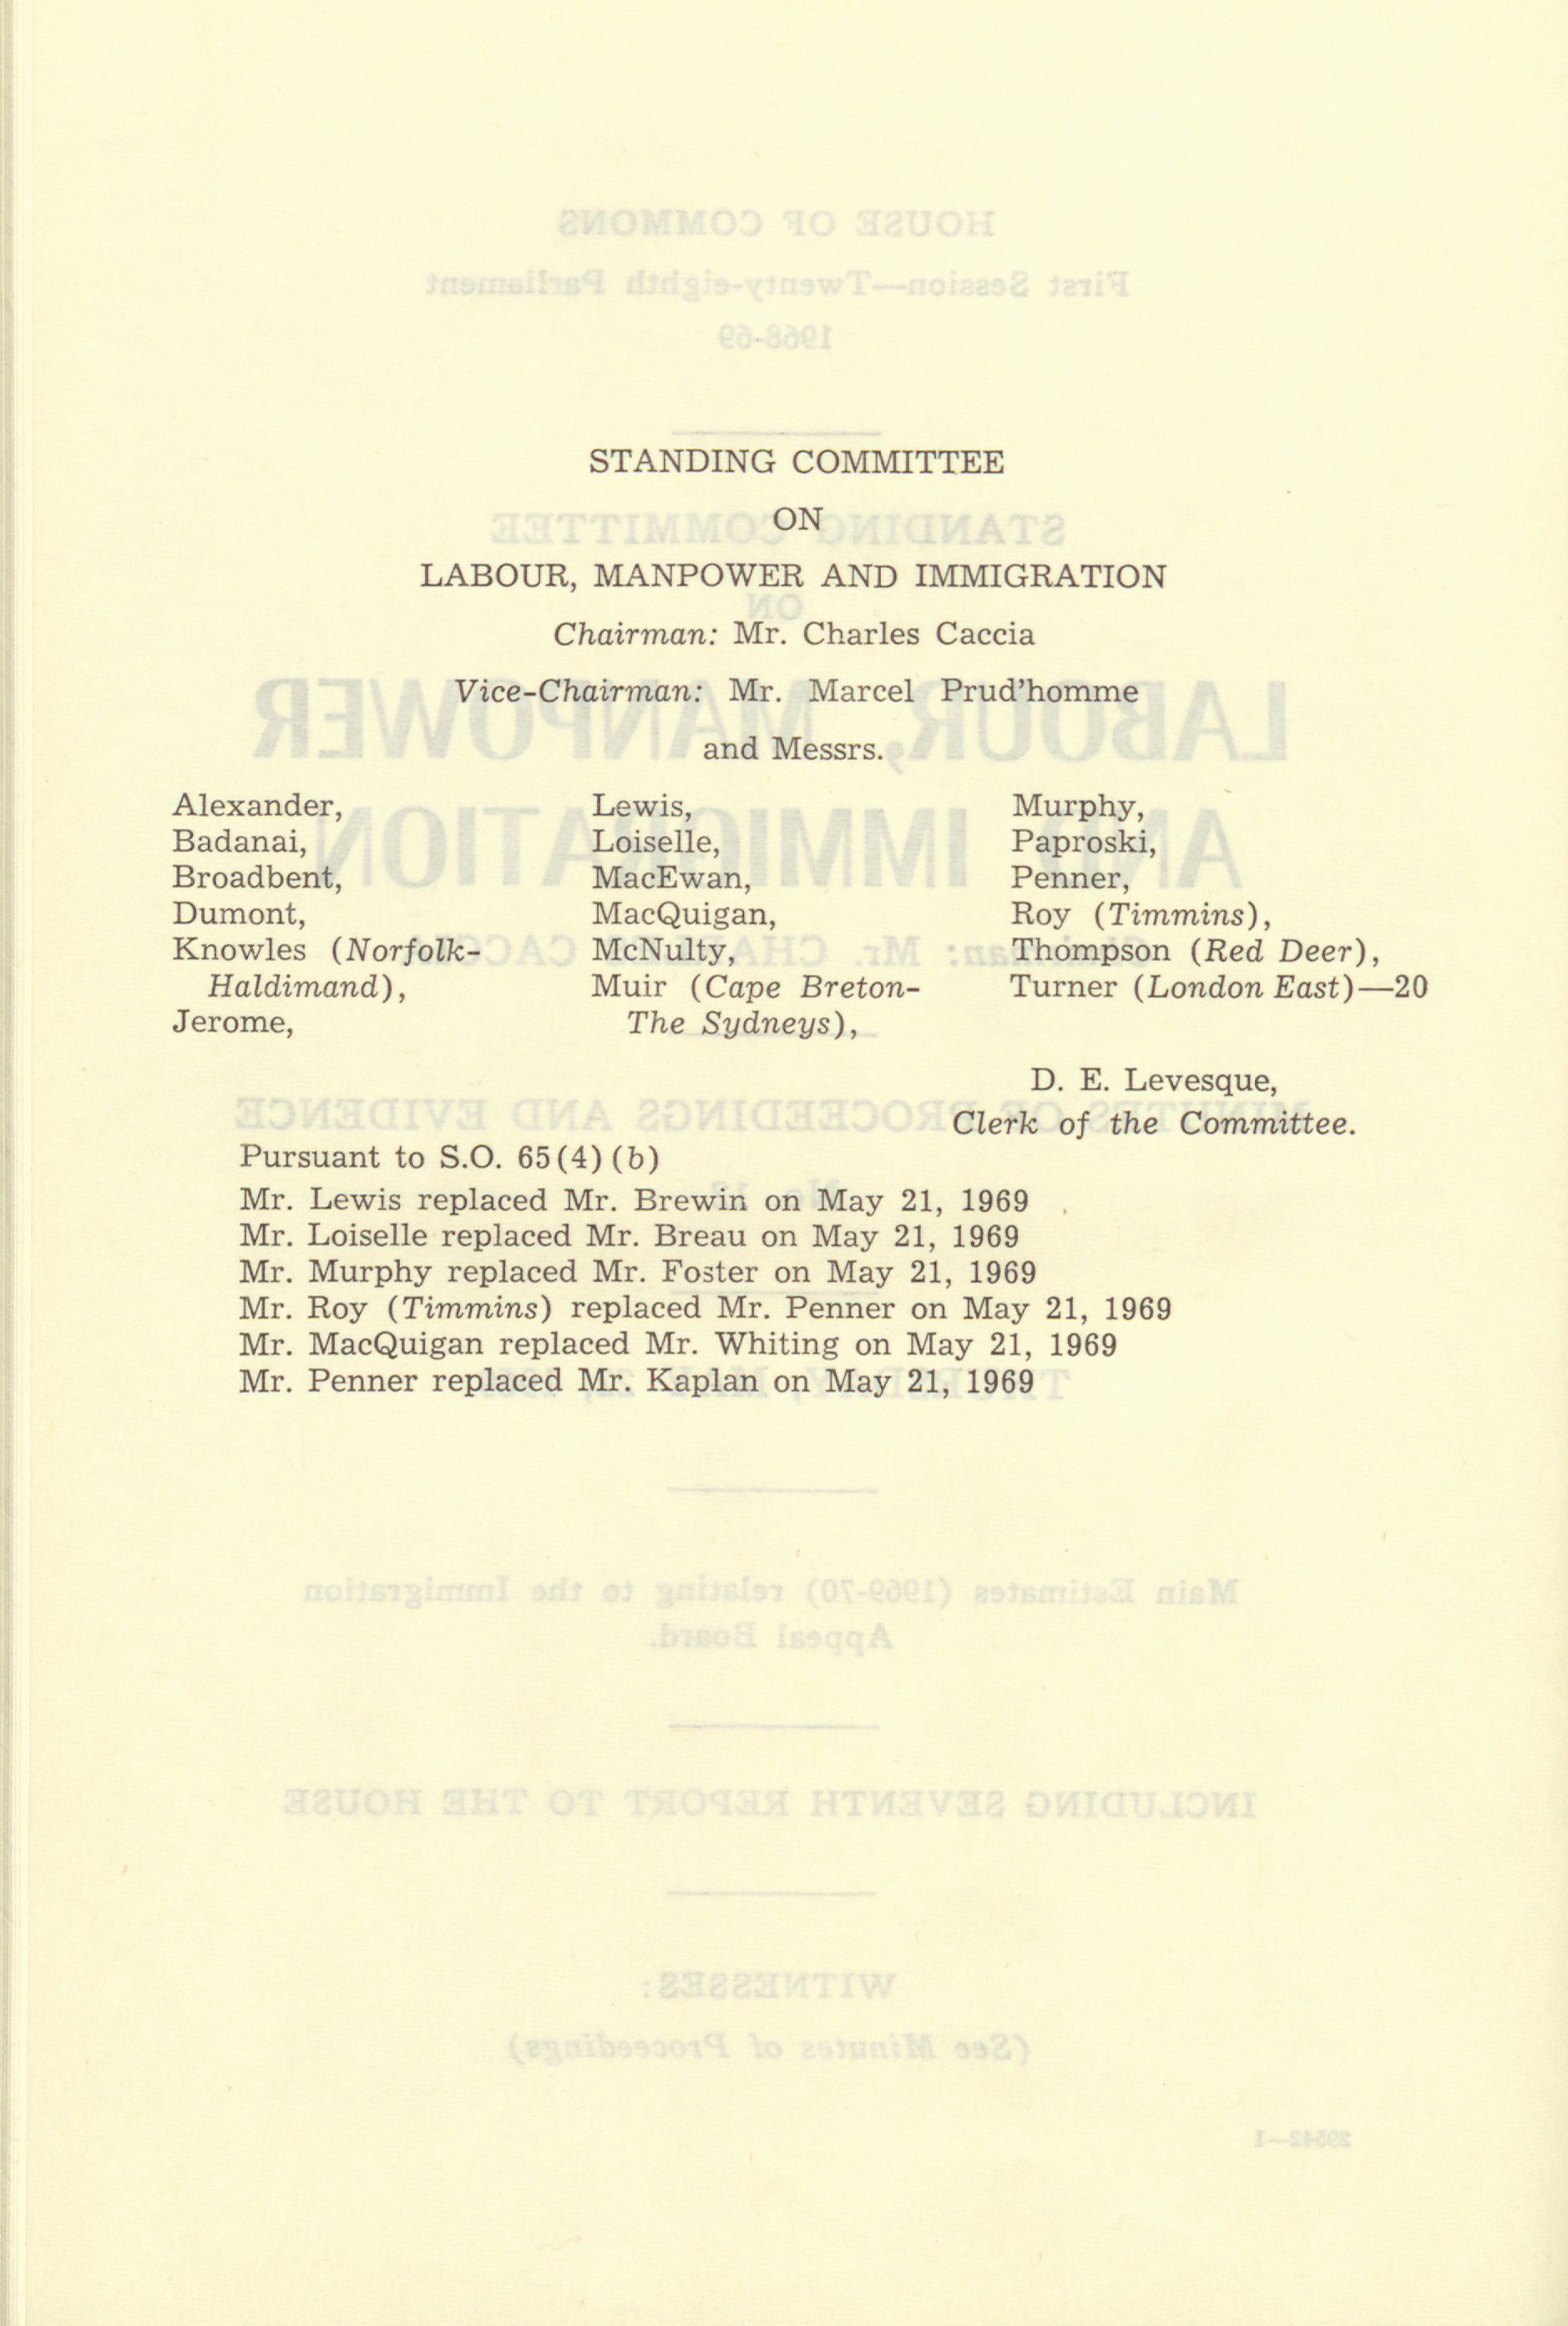 STANDING COMMITTEE
ON
LABOUR, MANPOWER AND IMMIGRATION
Chairman: Mr. Charles Caccia
Vice-Chairman: Mr. Marcel Prud'homme
and Messrs.
Alexander,
Badanai,
Broadbent,
Dumont,
Knowles (Norfolk-
Haldimand),
Jerome,
Lewis,
Loiselle,
MacEwan,
MacQuigan,
McNulty,
Muir (Cape Breton-
The Sydneys),
Murphy,
Paproski,
Penner,
Roy (Timmins),
Thompson (Red Deer),
Turner (London East)—20
D. E. Levesque,
Clerk of the Committee.
Pursuant to S.O. 65(4)(b)
Mr. Lewis replaced Mr. Brewin on May 21, 1969
Mr. Loiselle replaced Mr. Breau on May 21, 1969
Mr. Murphy replaced Mr. Foster on May 21, 1969
Mr. Roy (Timmins) replaced Mr. Penner on May 21, 1969
Mr. MacQuigan replaced Mr. Whiting on May 21, 1969
Mr. Penner replaced Mr. Kaplan on May 21, 1969